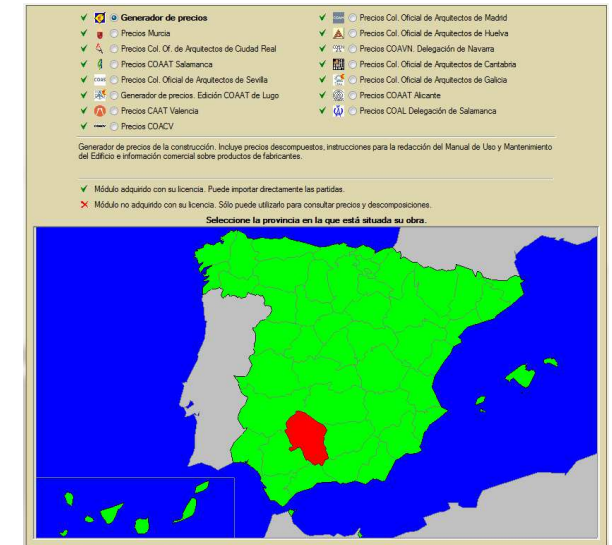 Generador de precios
Precios Murcia
Precios Col. Of. de Arquitectos de Ciudad Real
Precios COAAT Salamanca
Precios Col. Oficial de Arquitectos de Sevilla
Generador de precios. Edición COAAT de Lugo
Precios CAAT Valencia
Precios COACV
Precios Col. Oficial de Arquitectos de Madrid
Precios Col. Oficial de Arquitectos de Huelva
Precios COAVN. Delegación de Navarra
Precios Col. Oficial de Arquitectos de Cantabria
Precios Col. Oficial de Arquitectos de Galicia
Precios COAAT Alicante
Precios COAL Delegación de Salamanca
Generador de precios de la construcción. Incluye precios descompuestos, instrucciones para la redacción del Manual de Uso y Mantenimiento
del Edificio e información comercial sobre productos de fabricantes.
Módulo adquirido con su licencia. Puede importar directamente las partidas.
Módulo no adquirido con su licencia. Sólo puede utilizarlo para consultar precios y descomposiciones.
Seleccione la provincia en la que está situada su obra.